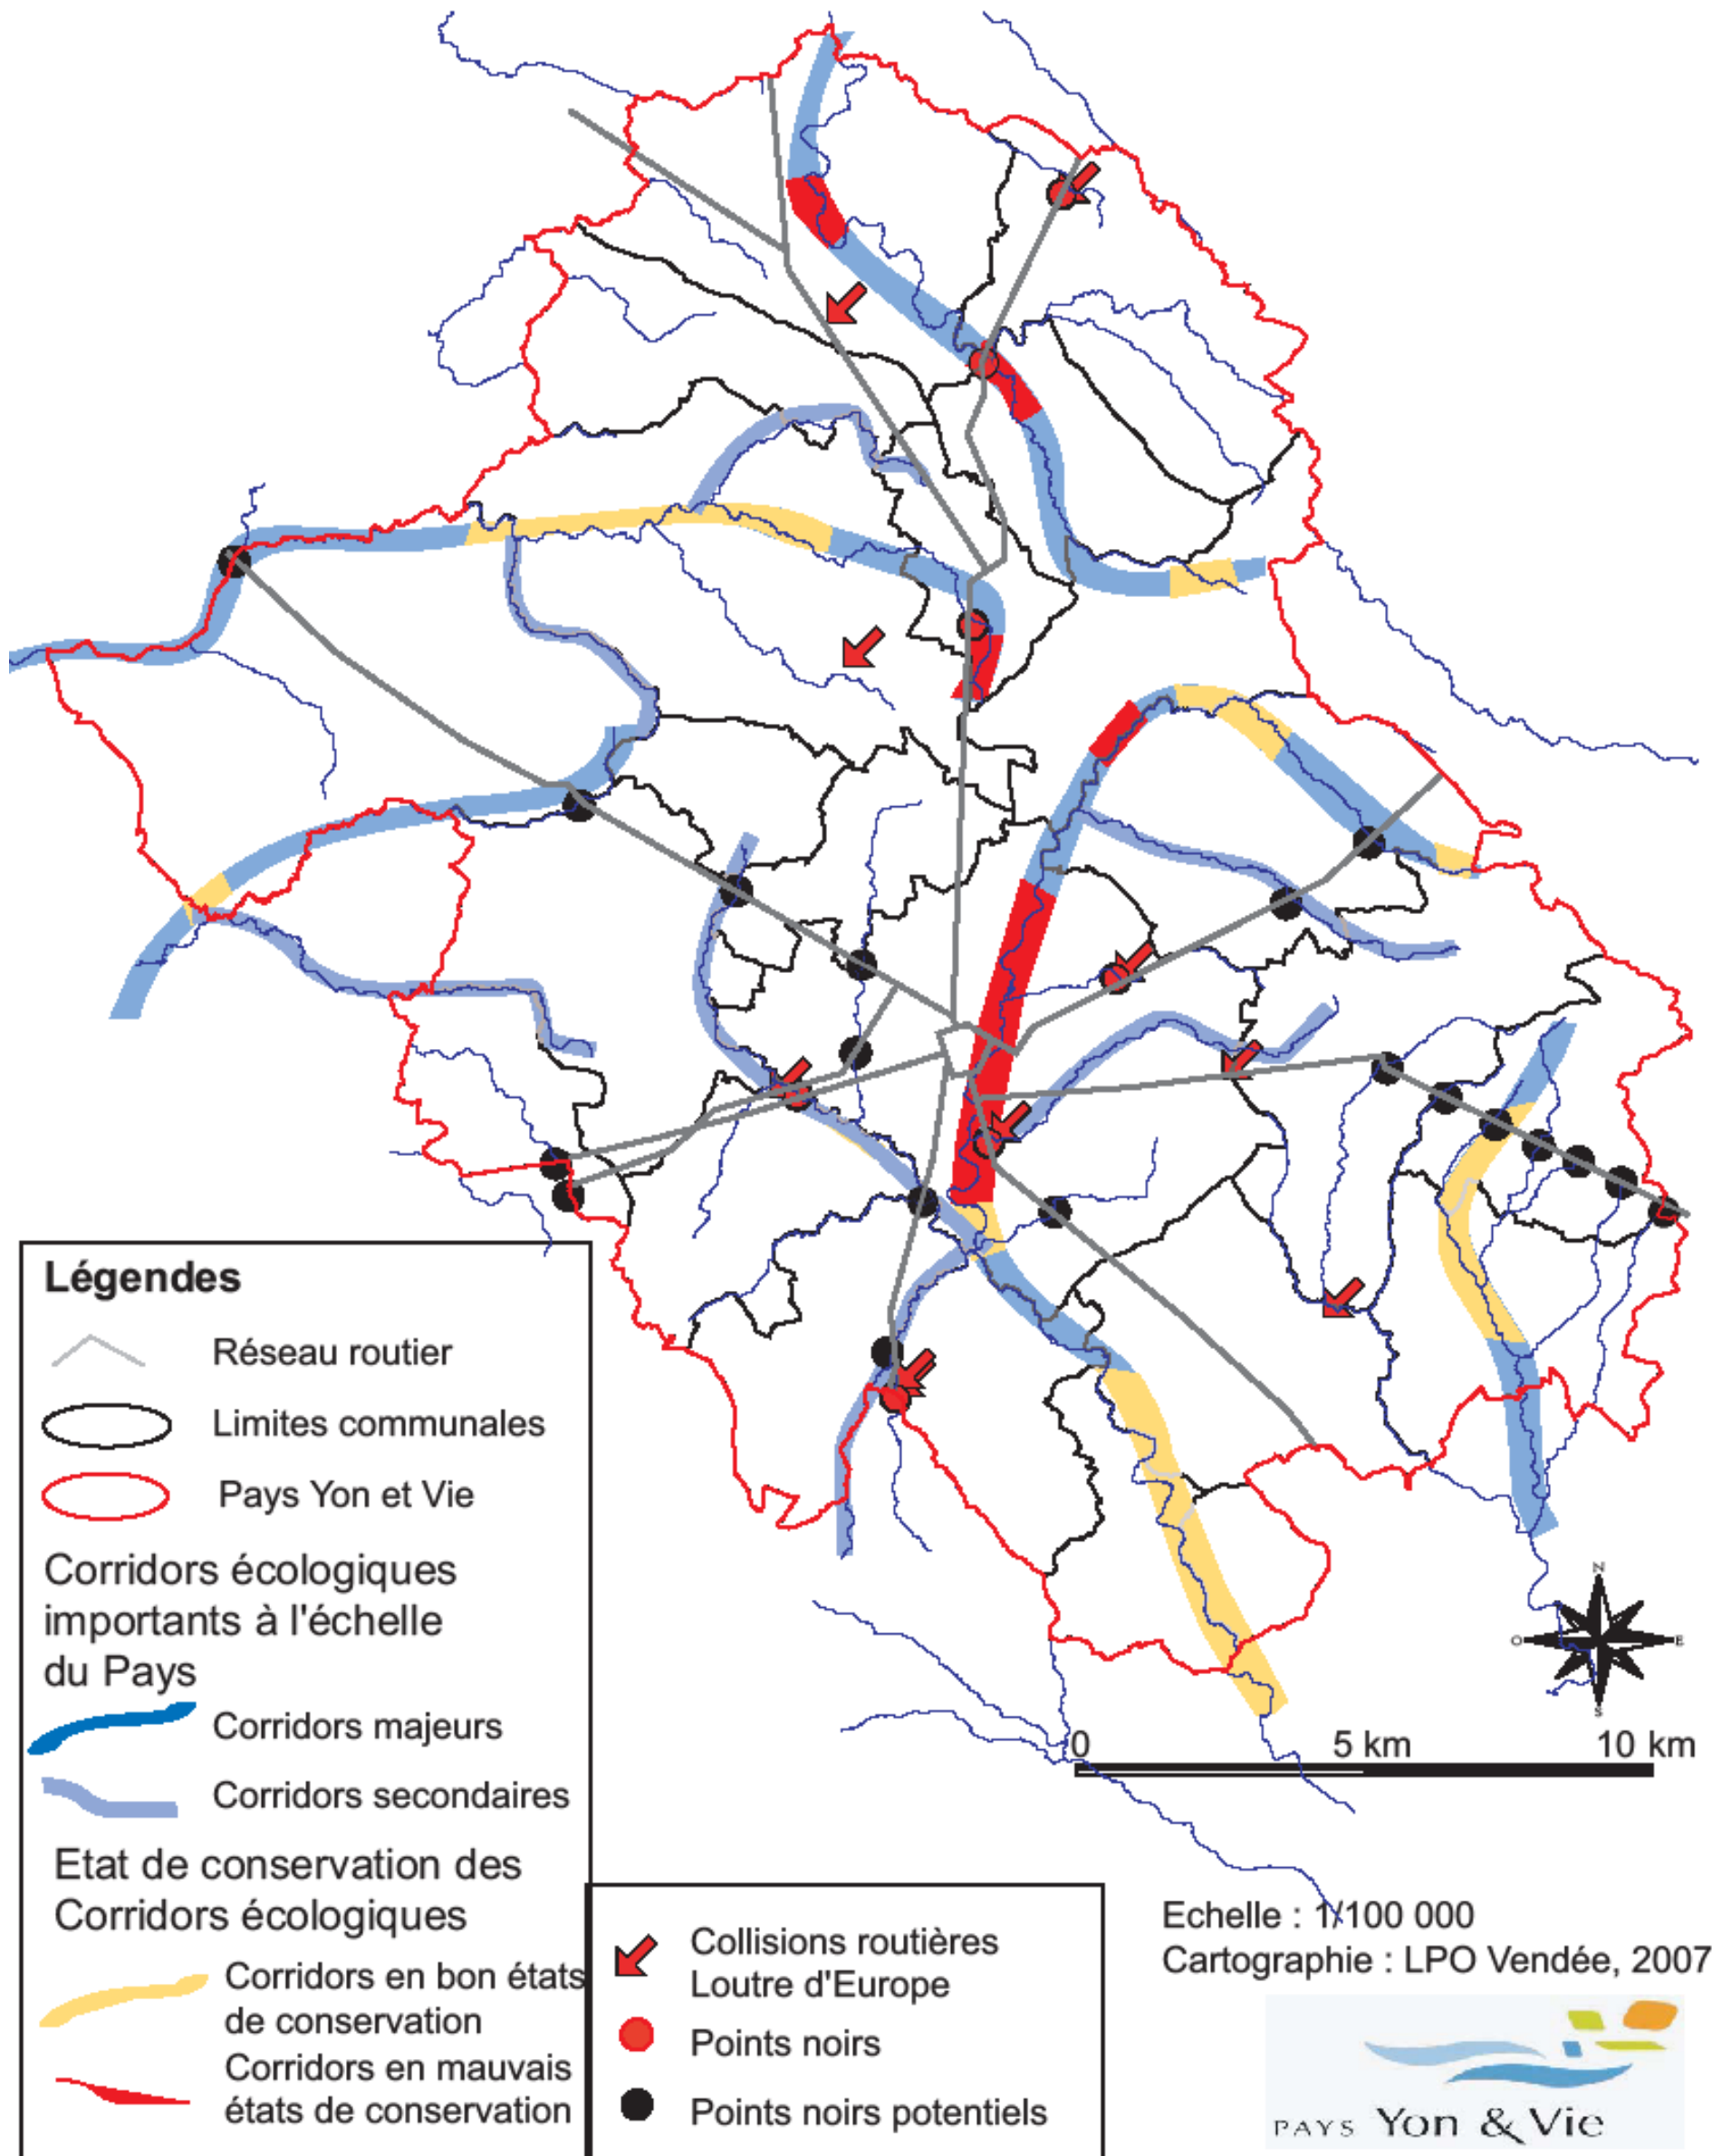 N
O
E
S
0
5 km
10 km
Légendes
Réseau routier
Limites communales
Pays Yon et Vie
Corridors écologiques
importants à l'échelle
du Pays
Corridors majeurs
Corridors secondaires
Etat de conservation des
Corridors écologiques
Corridors en bon états
de conservation
Corridors en mauvais
états de conservation
Collisions routières
Loutre d'Europe
Points noirs
Points noirs potentiels
Echelle : 1/100 000
Cartographie : LPO Vendée, 2007
PAYS Yon & Vie